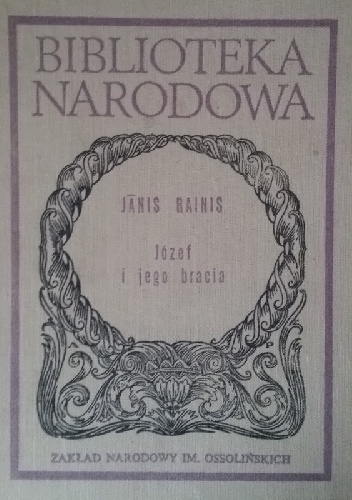 BIBLIOTEKA
NARODOWA
JĀNIS RAINIS
Józef
i jego bracia
ZAKŁAD NARODOWY IM. OSSOLIŃSKICH